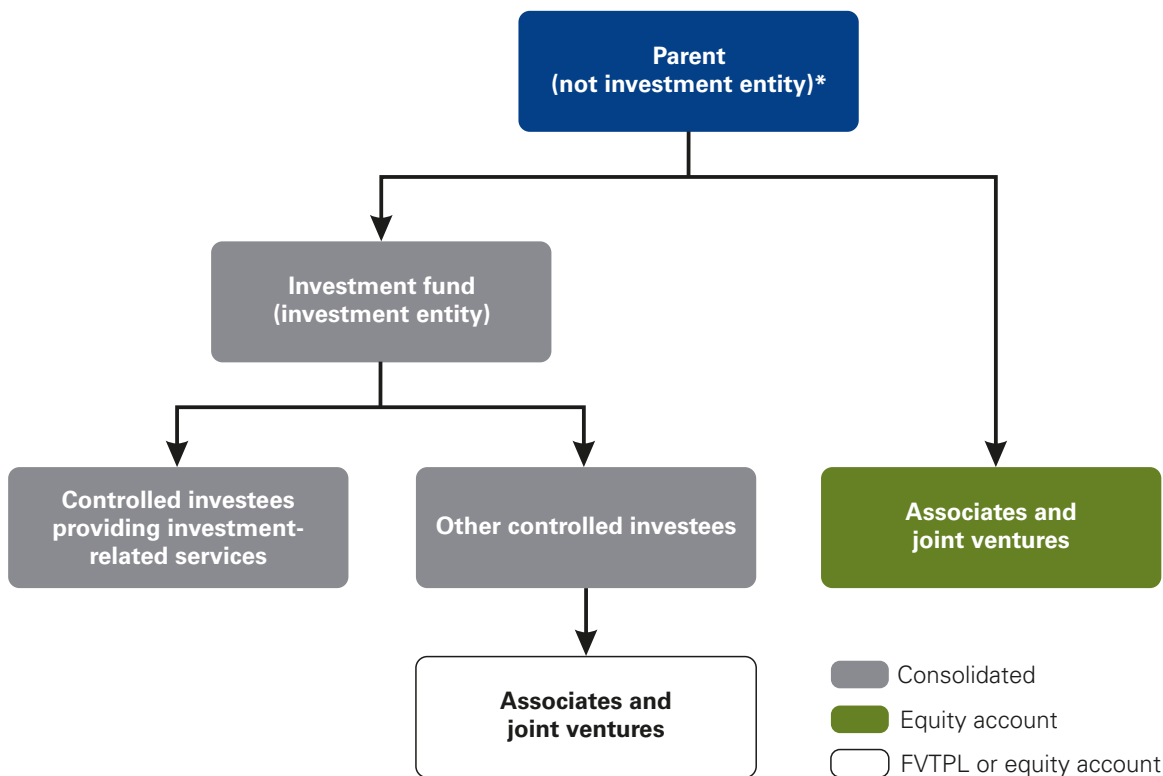 Parent
(not investment entity)*
Investment fund
(investment entity)
Controlled investees
providing investment-
related services
Other controlled investees
Associates and
joint ventures
Associates and
joint ventures
Consolidated
Equity account
FVTPL or equity account